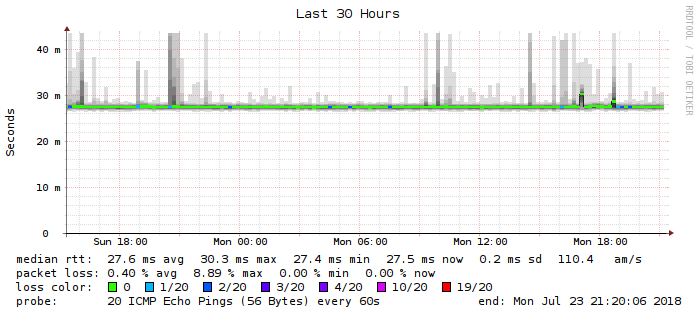 Last 30 Hours
RRDTOOL / TOBI OETIKER
Seconds
40 m
30 m
20 m
10 m
0
Sun 18:00 Mon 00:00 Mon 06:00 Mon 12:00 Mon 18:00
median rtt: 27.6 ms avg 30.3 ms max 27.4 ms min 27.5 ms now 0.2 ms sd 110.4 am/s
packet loss: 0.40 % avg 8.89 % max 0.00 % min 0.00 % now
loss color: 0 1/20 2/20 3/20 4/20 10/20 19/20
probe: 20 ICMP Echo Pings (56 Bytes) every 60s end: Mon Jul 23 21:20:06 2018